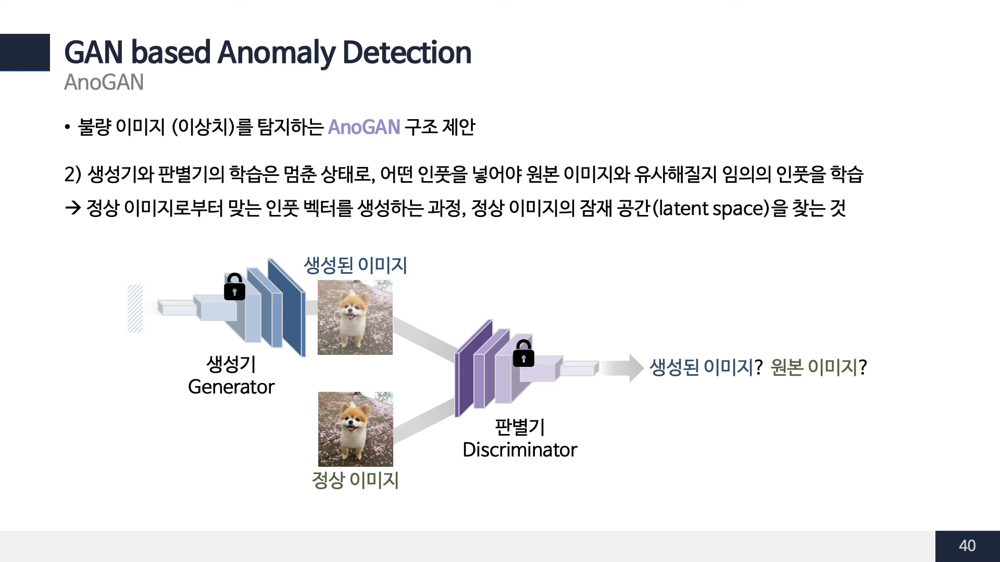 GAN based Anomaly Detection
AnoGAN
• 불량 이미지 (이상치)를 탐지하는 AnoGAN 구조 제안
2) 생성기와 판별기의 학습은 멈춘 상태로, 어떤 인풋을 넣어야 원본 이미지와 유사해질지 임의의 인풋을 학습
→ 정상 이미지로부터 맞는 인풋 벡터를 생성하는 과정, 정상 이미지의 잠재 공간(latent space)을 찾는 것
생성된 이미지
생성기
Generator
생성된 이미지? 원본 이미지?
판별기
Discriminator
정상 이미지
40